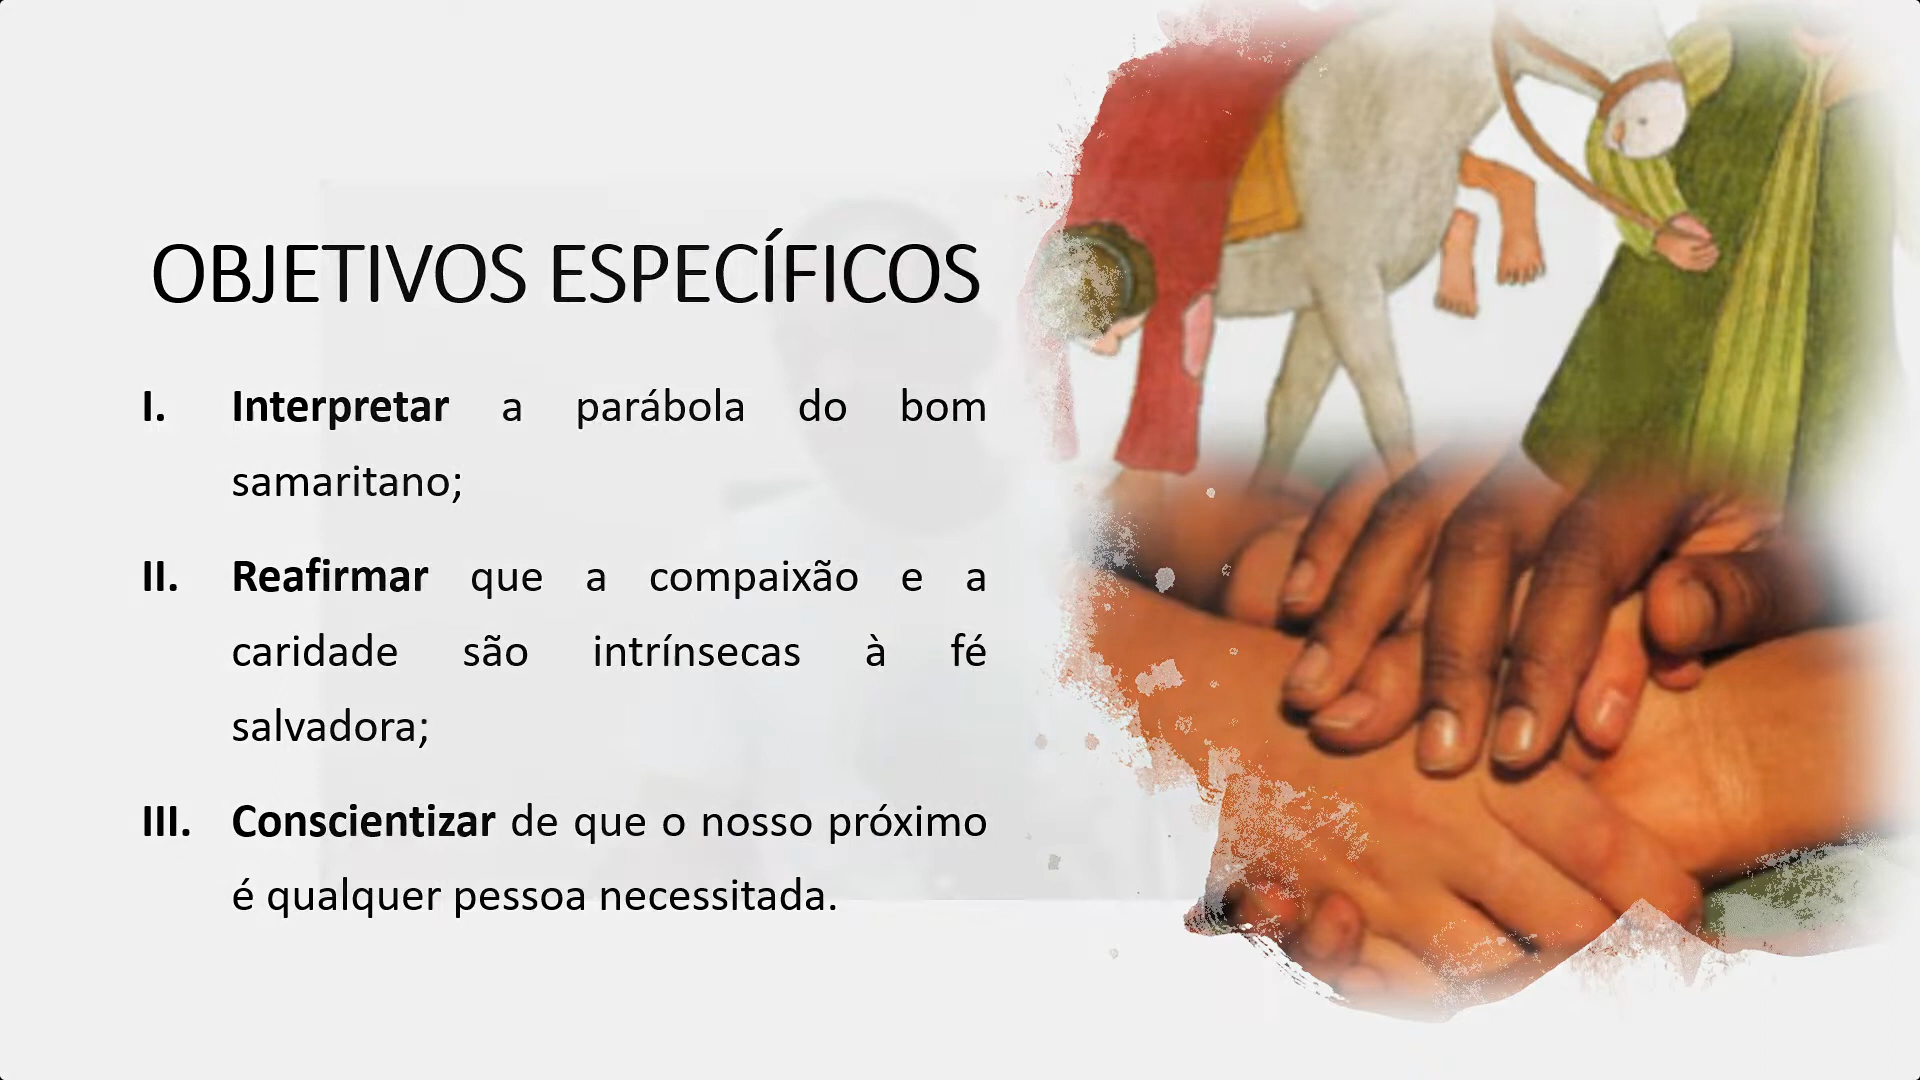 OBJETIVOS ESPECÍFICOS
I. Interpretar a parábola do bom
samaritano;
II. Reafirmar que a compaixão e a
caridade são intrínsecas à fé
salvadora;
III. Conscientizar de que o nosso próximo
é qualquer pessoa necessitada.